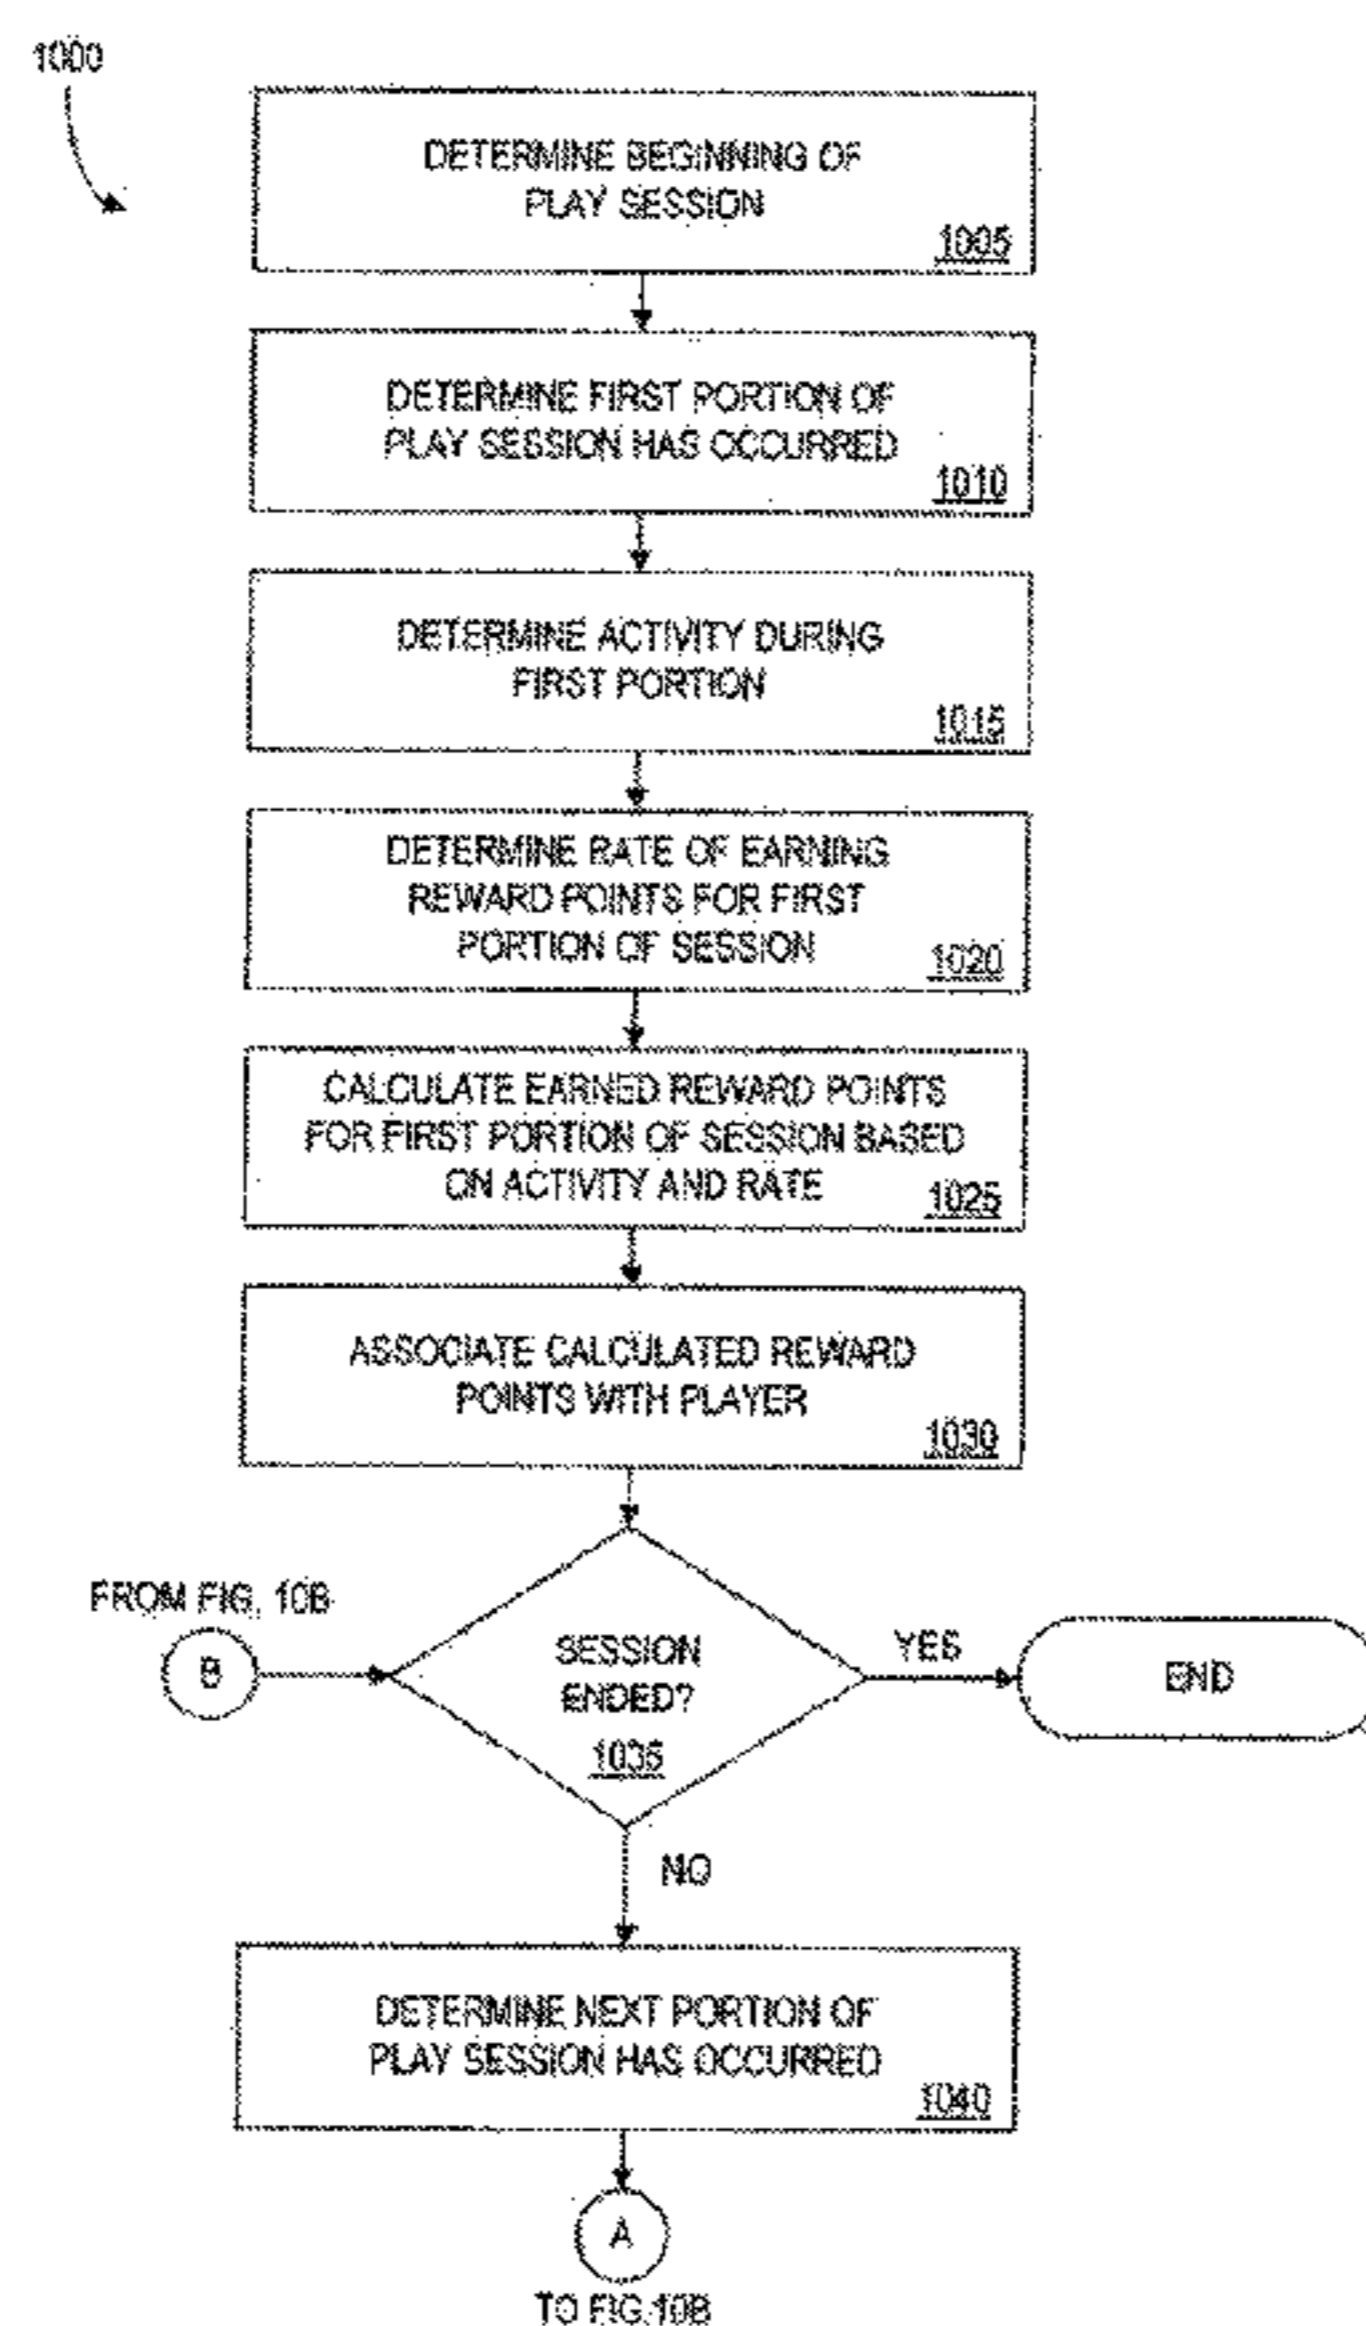 1000
DETERMINE BEGINNING OF
PLAY SESSION
1005
DETERMINE FIRST PORTION OF
PLAY SESSION HAS OCCURRED
1010
DETERMINE ACTIVITY DURING
FIRST PORTION
1015
DETERMINE RATE OF EARNING
REWARD POINTS FOR FIRST
PORTION OF SESSION
1020
CALCULATE EARNED REWARD POINTS
FOR FIRST PORTION OF SESSION BASED
ON ACTIVITY AND RATE
1025
ASSOCIATE CALCULATED REWARD
POINTS WITH PLAYER
1030
FROM FIG. 10B
B
SESSION
ENDED?
1035
YES
END
NO
DETERMINE NEXT PORTION OF
PLAY SESSION HAS OCCURRED
1040
A
TO FIG.10B